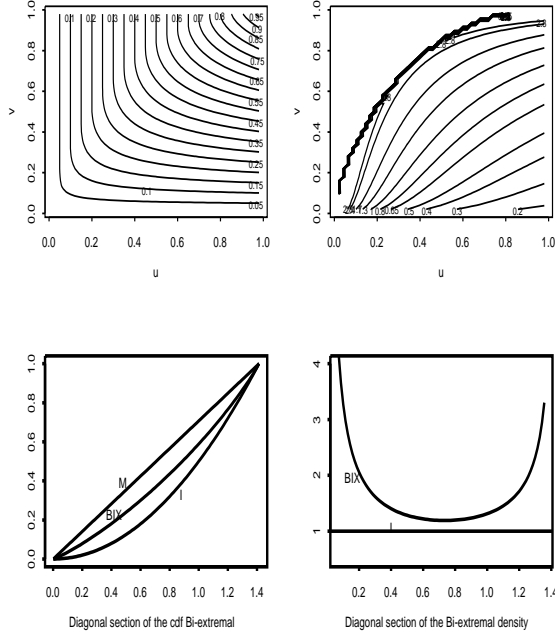 0.1 0.2 0.3 0.4 0.5 0.6 0.7 0.8 0.95
0.9
0.85
0.75
0.65
0.55
0.45
0.35
0.25
0.15
0.1
0.05
v
0.0 0.2 0.4 0.6 0.8 1.0
0.0 0.2 0.4 0.6 0.8 1.0
u
2.8
0.65 0.5 0.4 0.3 0.2
v
0.0 0.2 0.4 0.6 0.8 1.0
0.0 0.2 0.4 0.6 0.8 1.0
u
0.0 0.2 0.4 0.6 0.8 1.0
M
BIX
I
0.0 0.2 0.4 0.6 0.8 1.0 1.2 1.4
Diagonal section of the cdf Bi-extremal
1 2 3 4
BIX
I
0.2 0.4 0.6 0.8 1.0 1.2 1.4
Diagonal section of the Bi-extremal density